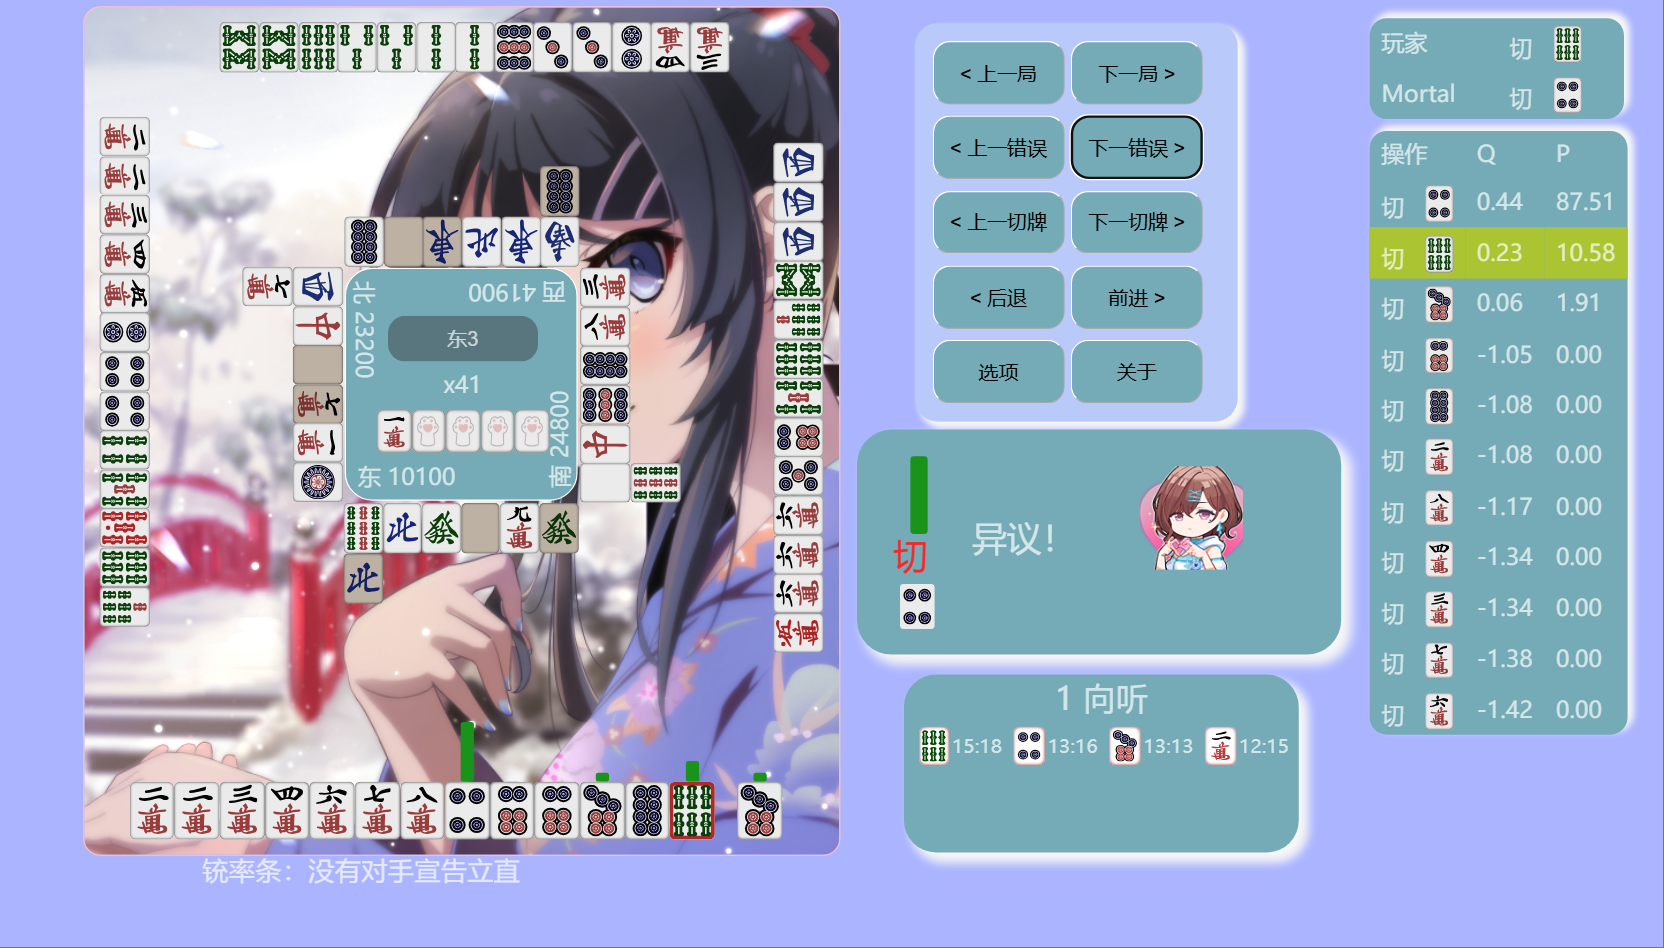 < 上一局
下一局 >
< 上一错误
下一错误 >
< 上一切牌
下一切牌 >
< 后退
前进 >
选项
关于
玩家 切
Mortal 切
操作 Q P
切 0.44 87.51
切 0.23 10.58
切 0.06 1.91
切 -1.05 0.00
切 -1.08 0.00
切 -1.08 0.00
切 -1.17 0.00
切 -1.34 0.00
切 -1.34 0.00
切 -1.38 0.00
切 -1.42 0.00
西 41900
北 23200
东3
x41
南 24800
东 10100
切
异议!
1 向听
15:18 13:16 13:13 12:15
铳率条：没有对手宣告立直